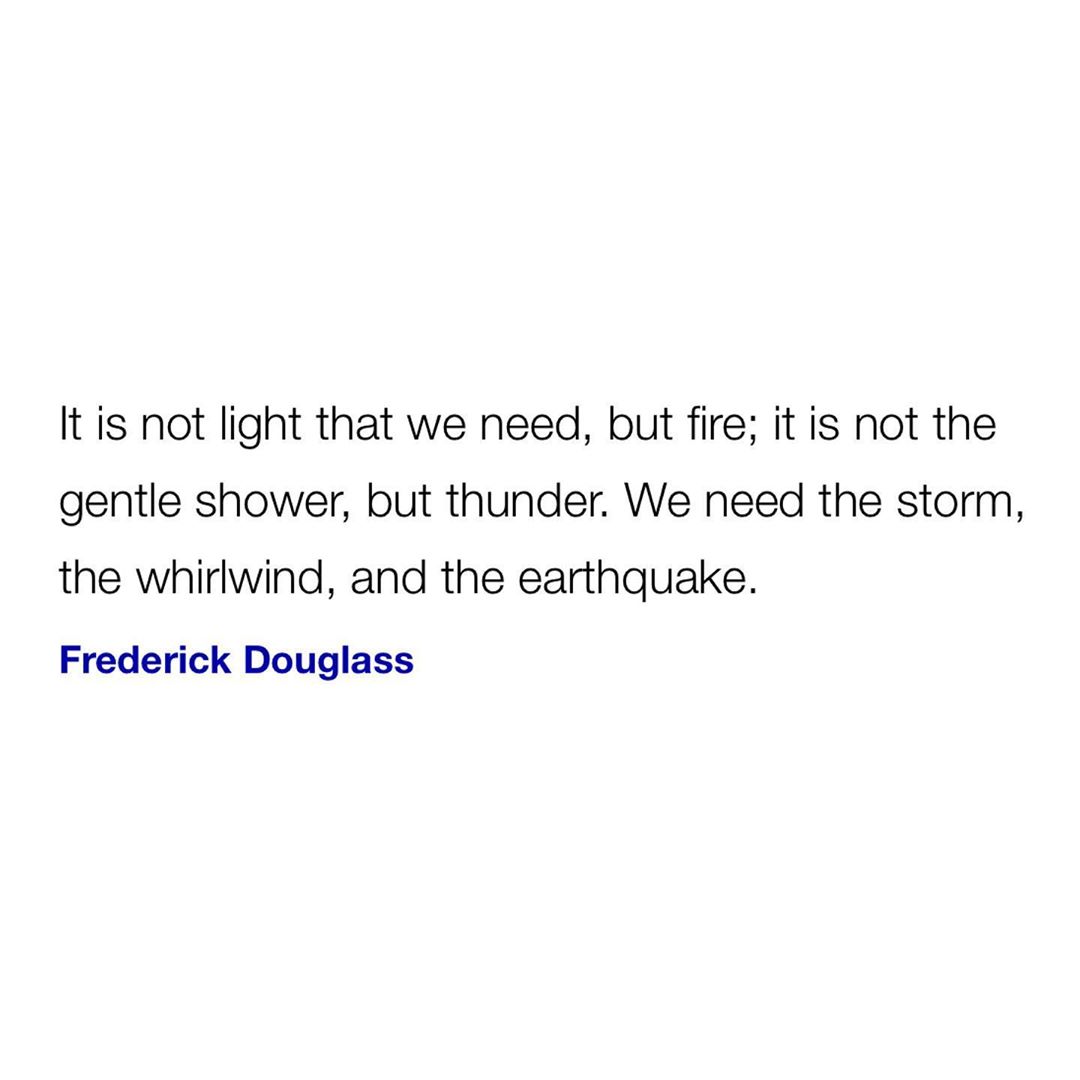 It is not light that we need, but fire; it is not the
gentle shower, but thunder. We need the storm,
the whirlwind, and the earthquake.
Frederick Douglass